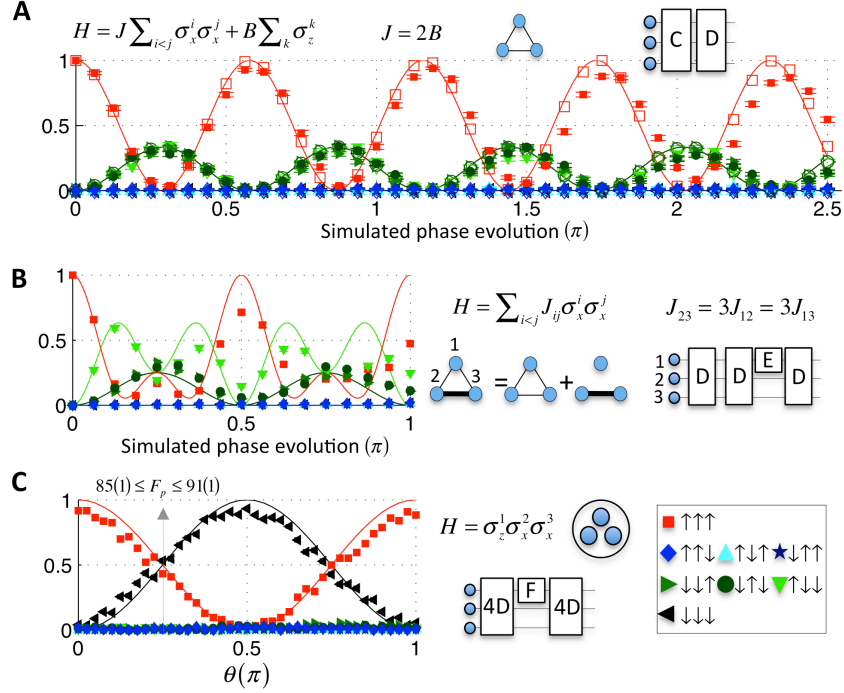 A
H = J∑_{i<j} σ_x^i σ_x^j + B∑_k σ_z^k
J = 2B
C D
1
0.5
0
0 0.5 1 1.5 2 2.5
Simulated phase evolution (π)
B
1
0.5
0
0 0.5 1
Simulated phase evolution (π)
H = ∑_{i<j} J_{ij} σ_x^i σ_x^j
J_{23} = 3J_{12} = 3J_{13}
1
2 3
= +
1
2
3
D D E D
C
85(1) ≤ F_p ≤ 91(1)
1
0.5
0
0 0.5 1
θ(π)
H = σ_z^1 σ_x^2 σ_x^3
4D F 4D
↑↑↑
↑↑↓ ↑↓↑ ↓↑↑
↓↓↑ ↓↑↓ ↑↓↓
↓↓↓